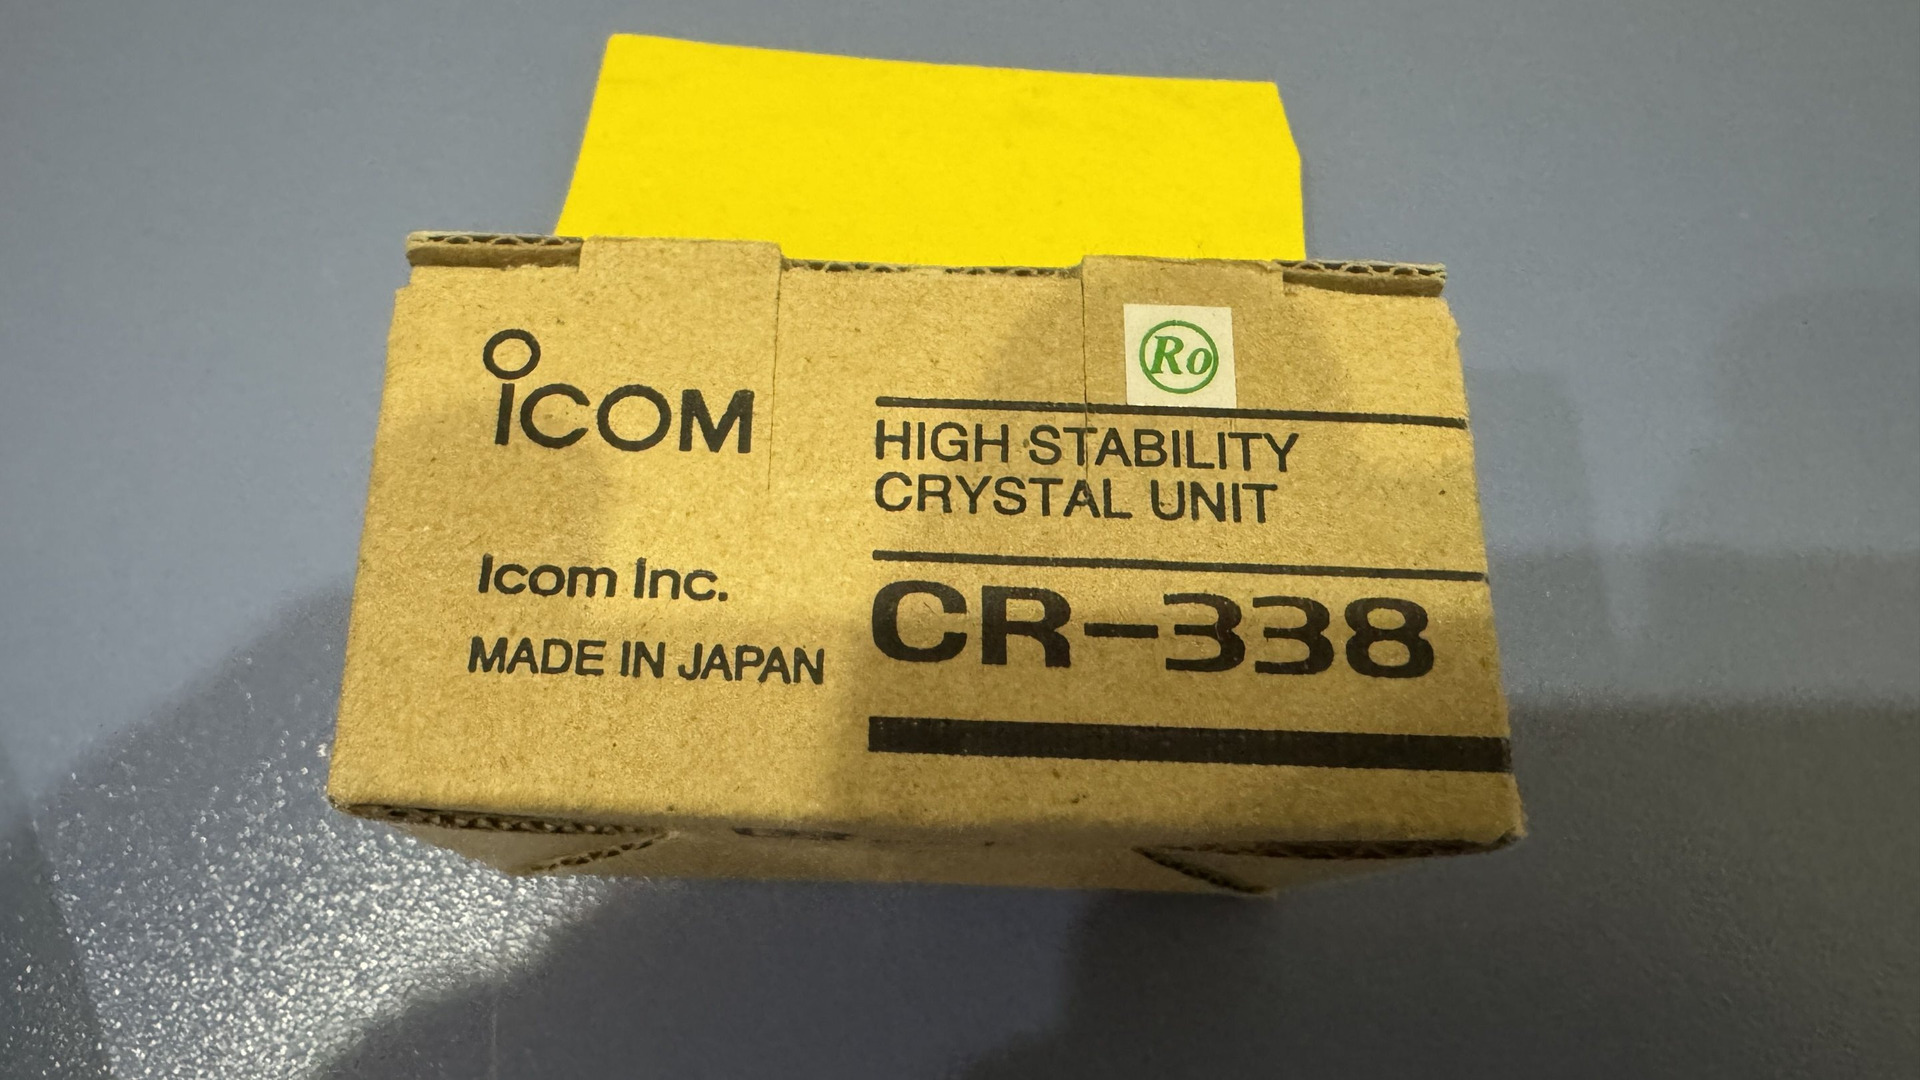 iCOM
Icom Inc.
MADE IN JAPAN
Ro
HIGH STABILITY
CRYSTAL UNIT
CR-338